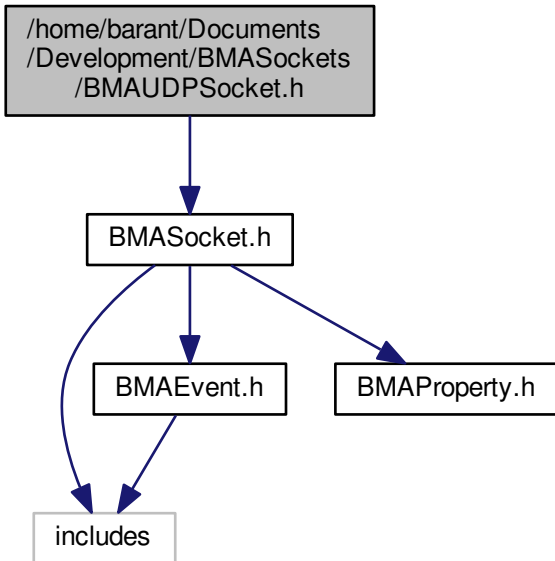 /home/barant/Documents
/Development/BMASockets
/BMAUDPSocket.h
BMASocket.h
BMAEvent.h
BMAProperty.h
includes